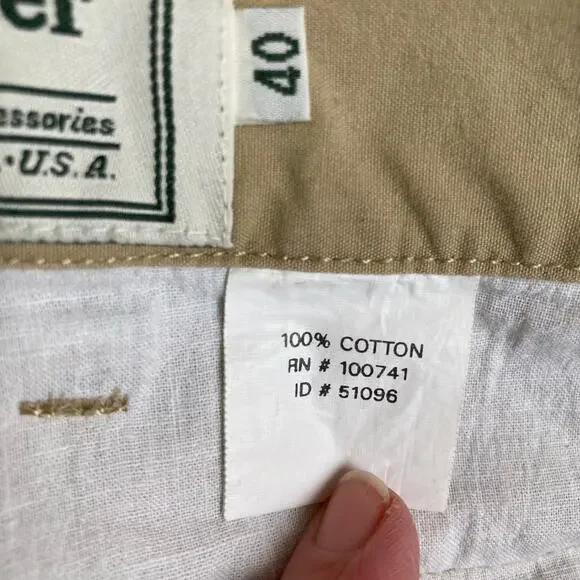 er
essories
•U.S.A.
40
100% COTTON
RN # 100741
ID # 51096